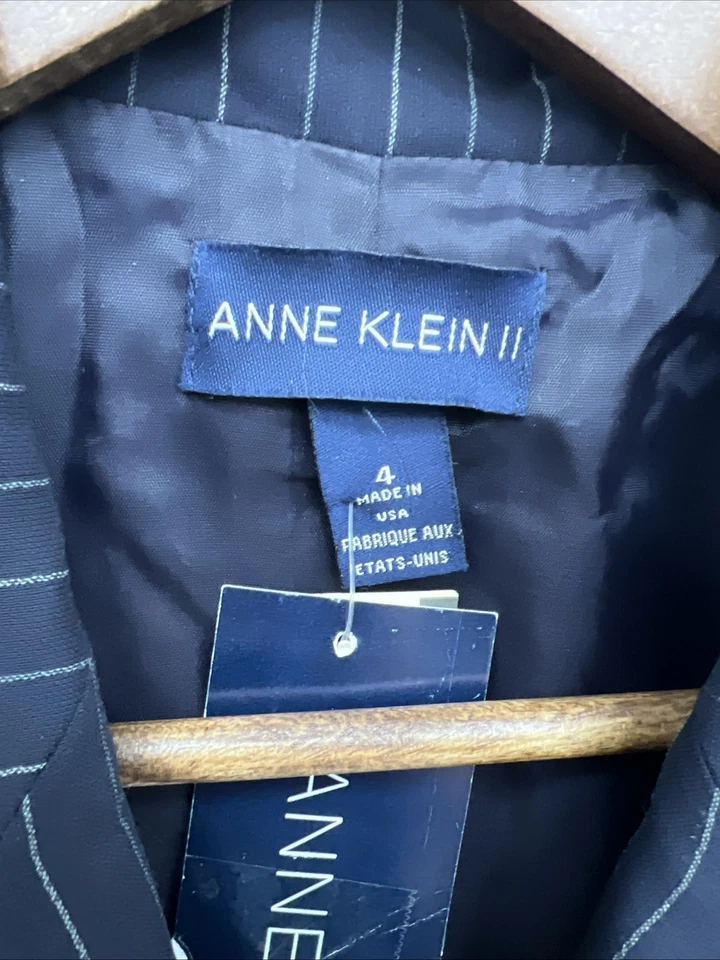 ANNE KLEIN II
4
MADE IN
USA
FABRIQUE AUX
ETATS-UNIS
ANNE